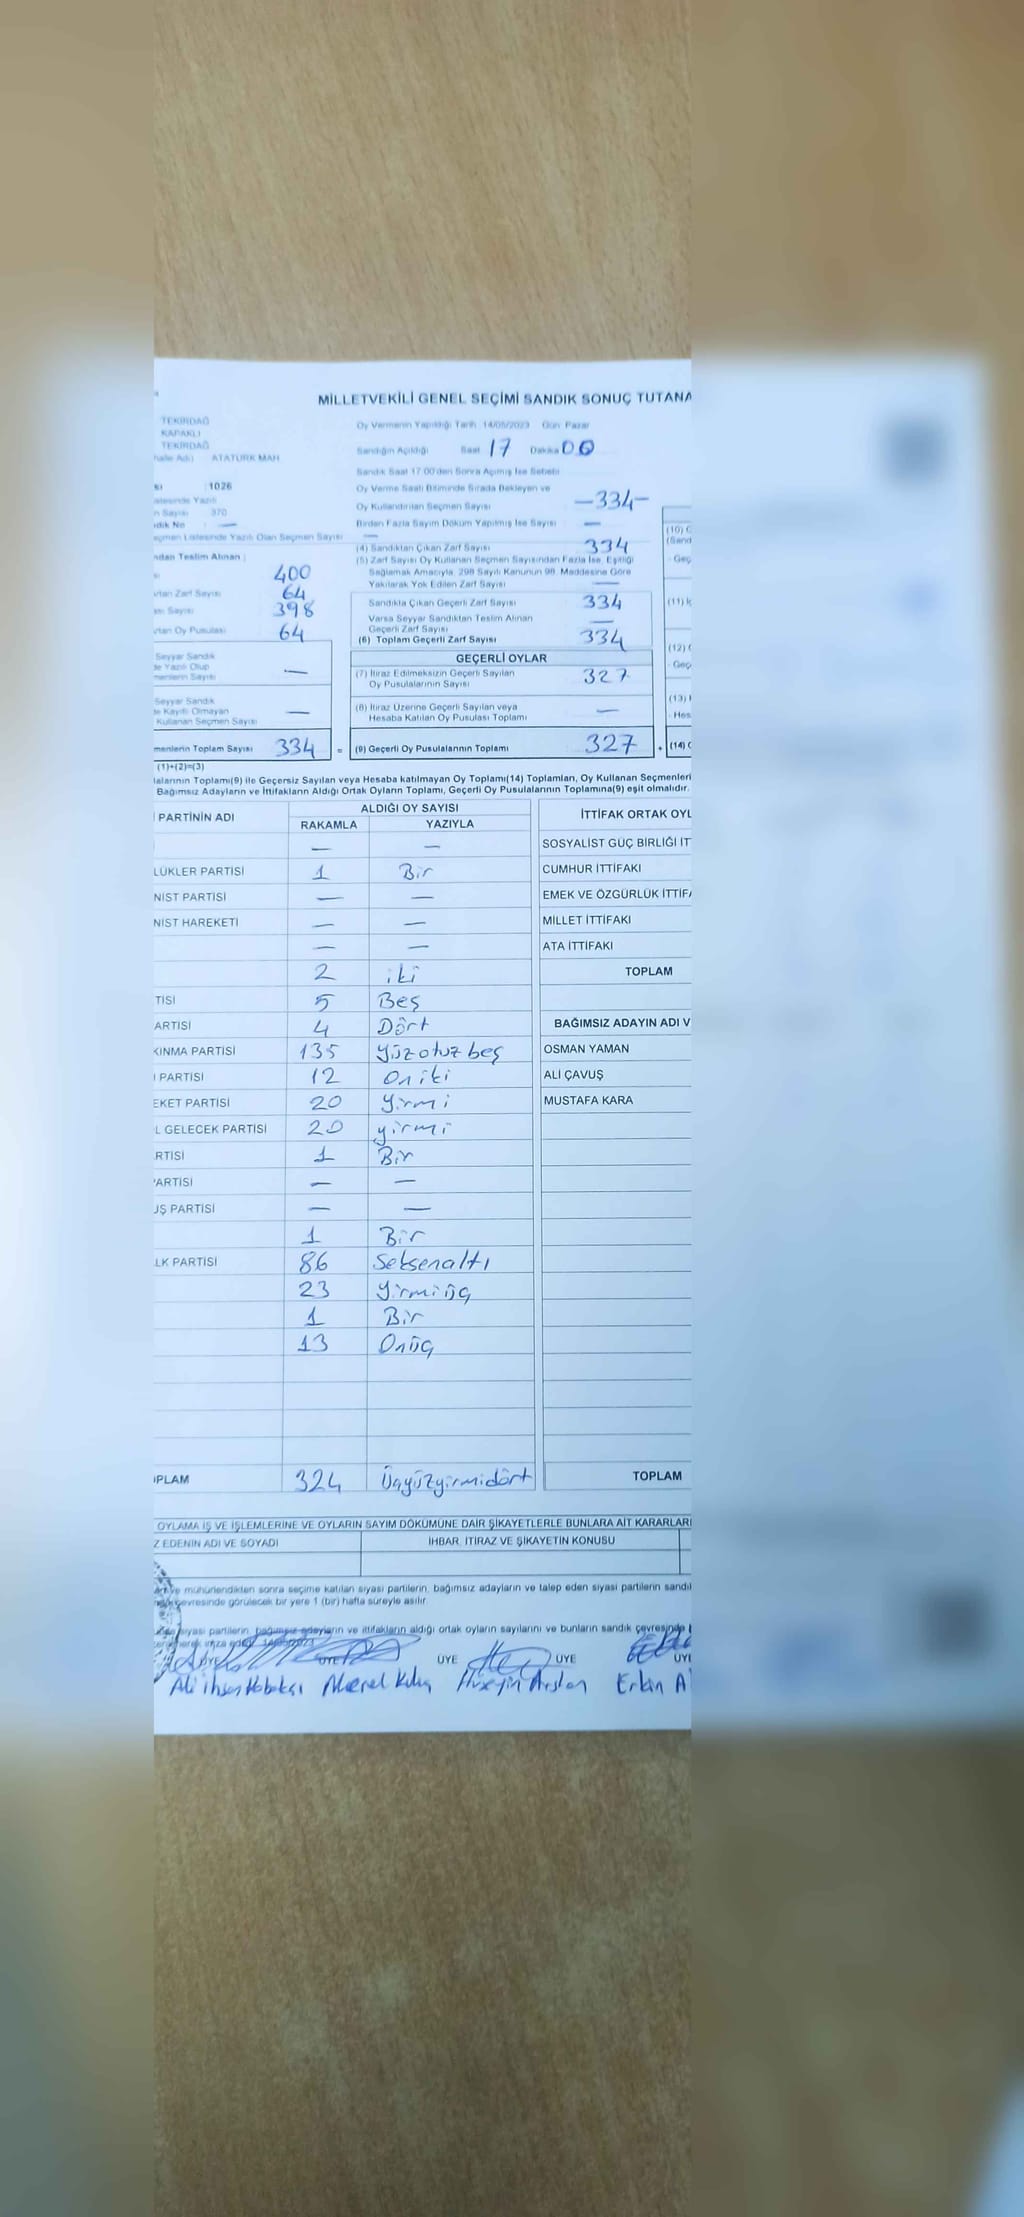 MİLLETVEKİLİ GENEL SEÇİMİ SANDIK SONUÇ TUTANA
TEKİRDAĞ
KAPAKLI
TEKİRDAĞ
halle Adı : ATATÜRK MAH
Oy Vermenin Yapıldığı Tarih 14/05/2023 Gün: Pazar
Sandığın Açıldığı Saat 17 Dakika 00
Sandık Saat 17:00'den Sonra Açılmış İse Sebebi
sı : 1026
Oy Verme Saati Bitiminde Sırada Bekleyen ve
Oy Kullandırılan Seçmen Sayısı —334—
Listesinde Yazılı
n Sayısı : 370
dık No : —
Birden Fazla Sayım Döküm Yapılmış İse Sayısı —
eçmen Listesinde Yazılı Olan Seçmen Sayısı —
(4) Sandıktan Çıkan Zarf Sayısı 334
ndan Teslim Alınan :
(5) Zarf Sayısı Oy Kullanan Seçmen Sayısından Fazla İse, Eşitliği
Sağlamak Amacıyla, 298 Sayılı Kanunun 98. Maddesine Göre
Yakılarak Yok Edilen Zarf Sayısı —
400
rtan Zarf Sayısı 64
sı Sayısı 398
rtan Oy Pusulası 64
Sandıkta Çıkan Geçerli Zarf Sayısı 334
Varsa Seyyar Sandıktan Teslim Alınan
Geçerli Zarf Sayısı —
(6) Toplam Geçerli Zarf Sayısı 334
GEÇERLİ OYLAR
(7) İtiraz Edilmeksizin Geçerli Sayılan
Oy Pusulalarının Sayısı 327
(8) İtiraz Üzerine Geçerli Sayılan veya
Hesaba Katılan Oy Pusulası Toplamı —
(9) Geçerli Oy Pusulalarının Toplamı 327
Seyyar Sandık
de Yazılı Olup
menlerin Sayısı —
Seyyar Sandık
de Kayıtlı Olmayan
Kullanan Seçmen Sayısı —
menlerin Toplam Sayısı 334 =
(1)+(2)=(3)
(10) G
(Sand
Geç
(11) İç
(12) G
Geç
(13) H
Hes
+ (14) G
lalarının Toplamı(9) ile Geçersiz Sayılan veya Hesaba katılmayan Oy Toplamı(14) Toplamları, Oy Kullanan Seçmenleri
Bağımsız Adayların ve İttifakların Aldığı Ortak Oyların Toplamı, Geçerli Oy Pusulalarının Toplamına(9) eşit olmalıdır.
PARTİNİN ADI ALDIĞI OY SAYISI
RAKAMLA YAZIYLA
— —
LÜKLER PARTİSİ 1 Bir
NİST PARTİSİ — —
NİST HAREKETİ — —
— —
2 iki
TİSİ 5 Beş
ARTİSİ 4 Dört
KINMA PARTİSİ 135 yüzotuzbeş
İ PARTİSİ 12 oniki
EKET PARTİSİ 20 yirmi
L GELECEK PARTİSİ 20 yirmi
RTİSİ 1 Bir
ARTİSİ — —
UŞ PARTİSİ — —
1 Bir
LK PARTİSİ 86 seksenaltı
23 yirmiüç
1 Bir
13 Onüç
OPLAM 324 Üçyüzyirmidört
İTTİFAK ORTAK OYL
SOSYALİST GÜÇ BİRLİĞİ İT
CUMHUR İTTİFAKI
EMEK VE ÖZGÜRLÜK İTTİFA
MİLLET İTTİFAKI
ATA İTTİFAKI
TOPLAM
BAĞIMSIZ ADAYIN ADI V
OSMAN YAMAN
ALİ ÇAVUŞ
MUSTAFA KARA
TOPLAM
OYLAMA İŞ VE İŞLEMLERİNE VE OYLARIN SAYIM DÖKÜMÜNE DAİR ŞİKAYETLERLE BUNLARA AİT KARARLAR
Z EDENİN ADI VE SOYADI İHBAR, İTİRAZ VE ŞİKAYETİN KONUSU
ve mühürlendikten sonra seçime katılan siyasi partilerin, bağımsız adayların ve talep eden siyasi partilerin sandı
çevresinde görülecek bir yere 1 (bir) hafta süreyle asılır.
siyasi partilerin, bağımsız adayların ve ittifakların aldığı ortak oyların sayılarını ve bunların sandık çevresinde
imza 14/05/2023
ÜYE ÜYE ÜYE ÜYE ÜYE
Ali ihsan Hüseyin Arslan Erkan A